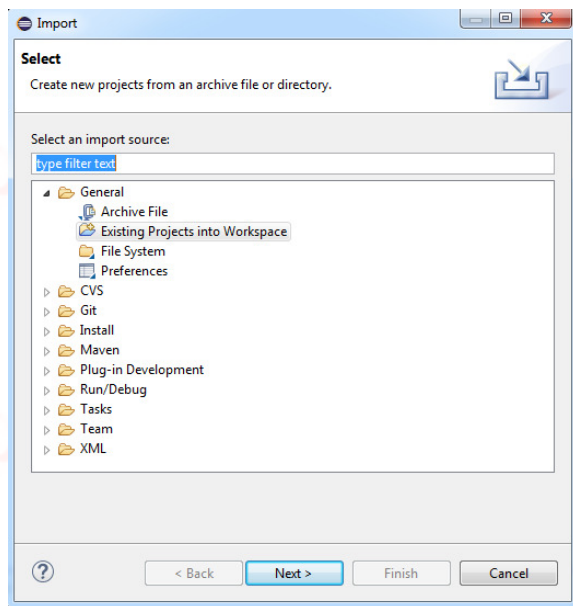 Import
Select
Create new projects from an archive file or directory.
Select an import source:
type filter text
General
Archive File
Existing Projects into Workspace
File System
Preferences
CVS
Git
Install
Maven
Plug-in Development
Run/Debug
Tasks
Team
XML
?
< Back Next > Finish Cancel